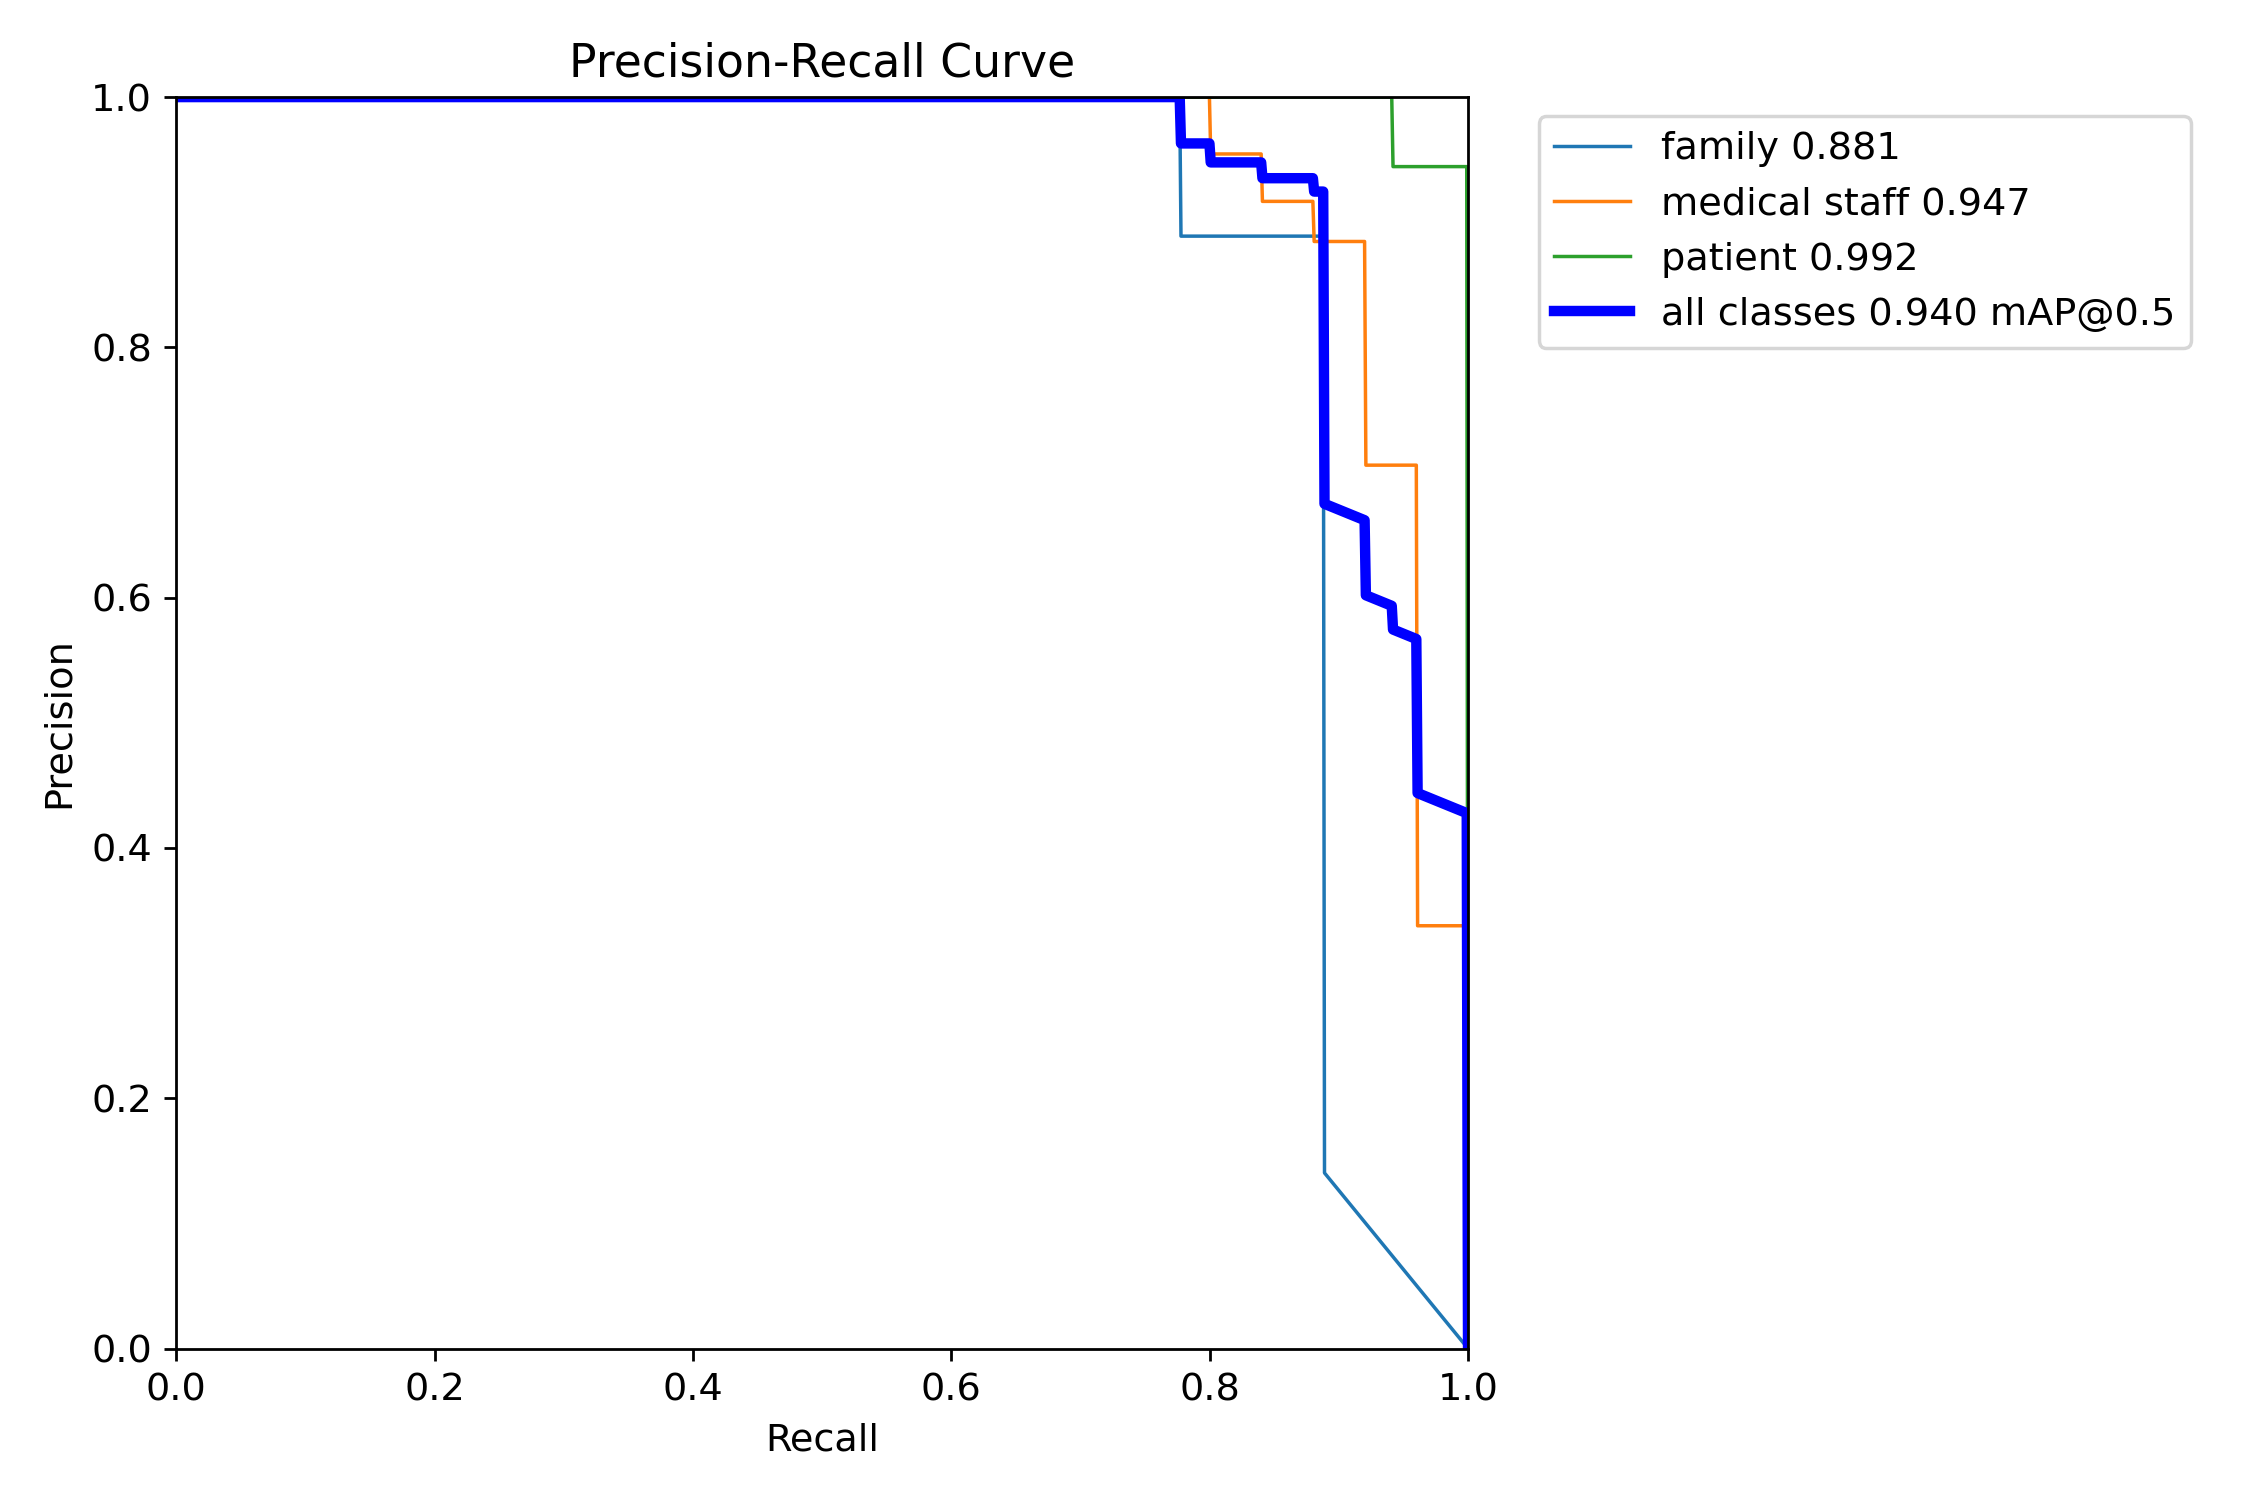 Precision-Recall Curve
1.0
0.8
0.6
0.4
0.2
0.0
Precision
0.0 0.2 0.4 0.6 0.8 1.0
Recall
family 0.881
medical staff 0.947
patient 0.992
all classes 0.940 mAP@0.5